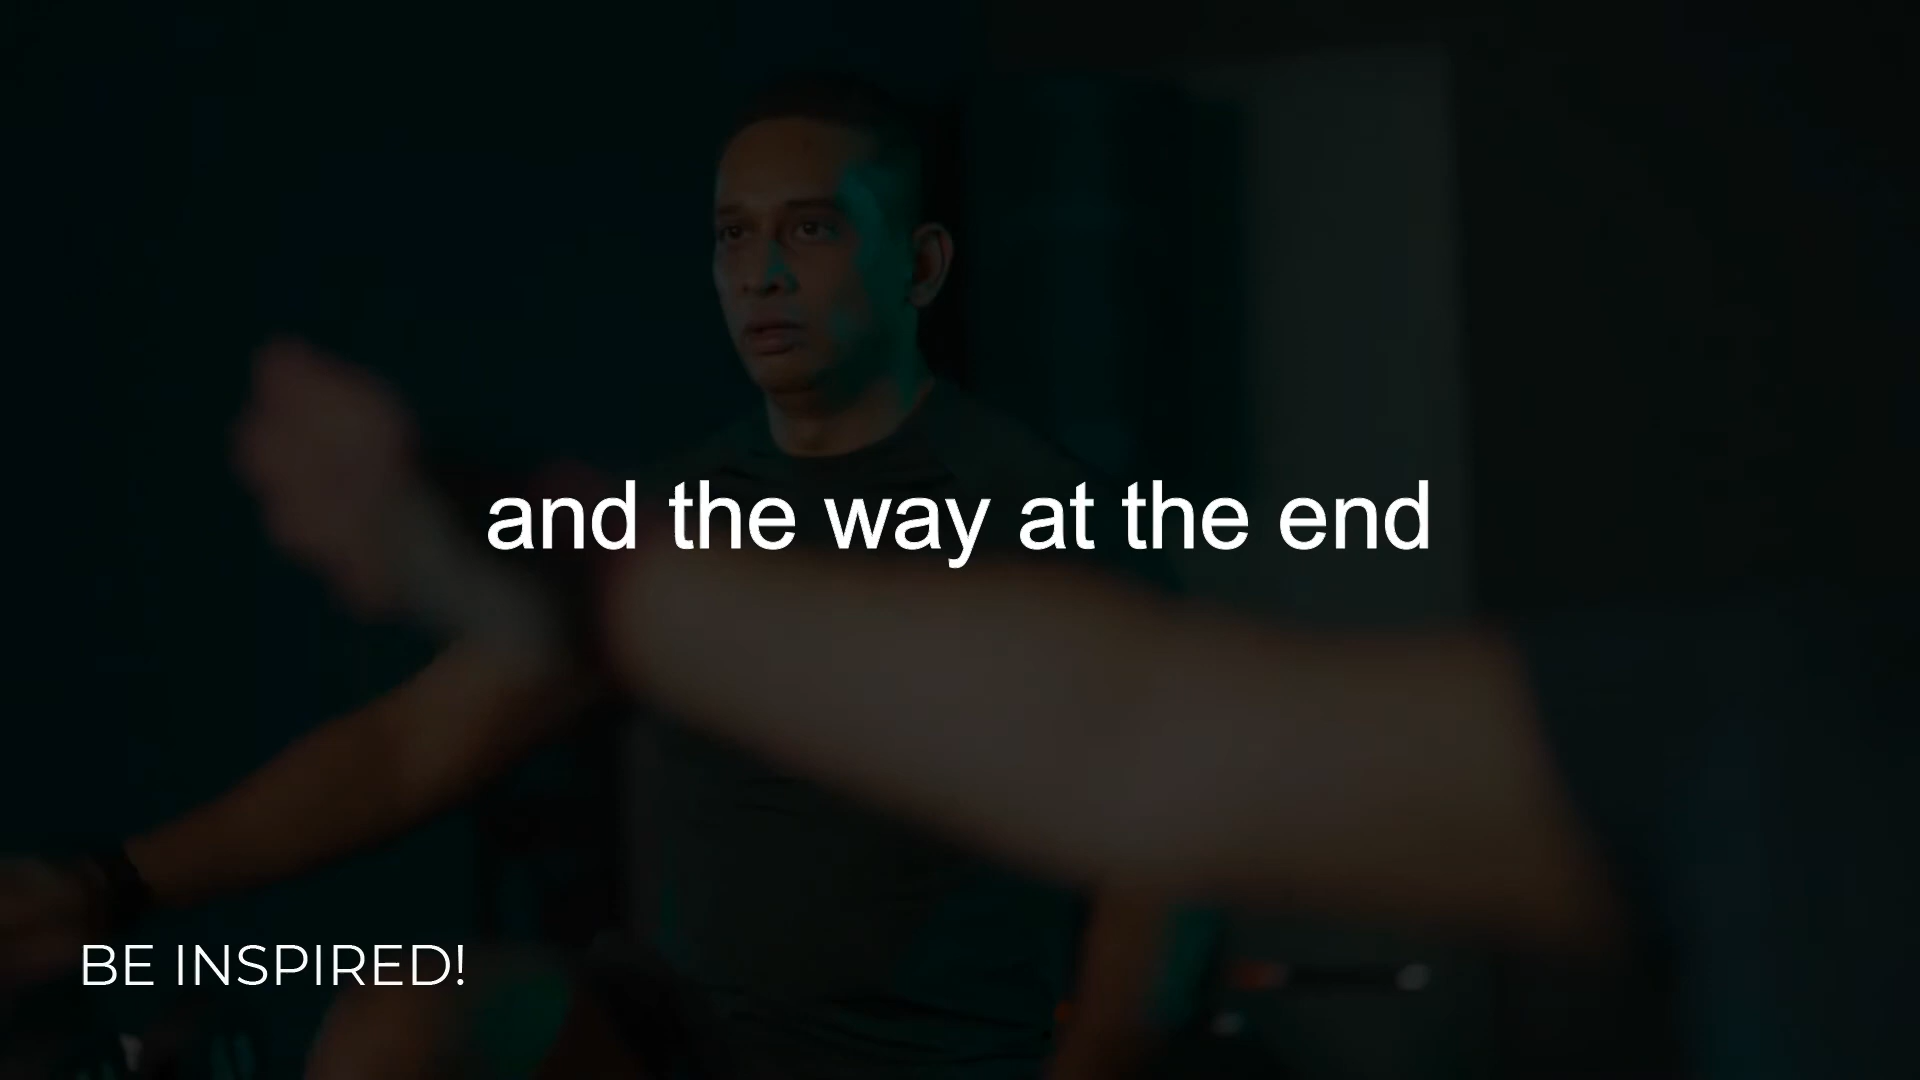 and the way at the end
BE INSPIRED!